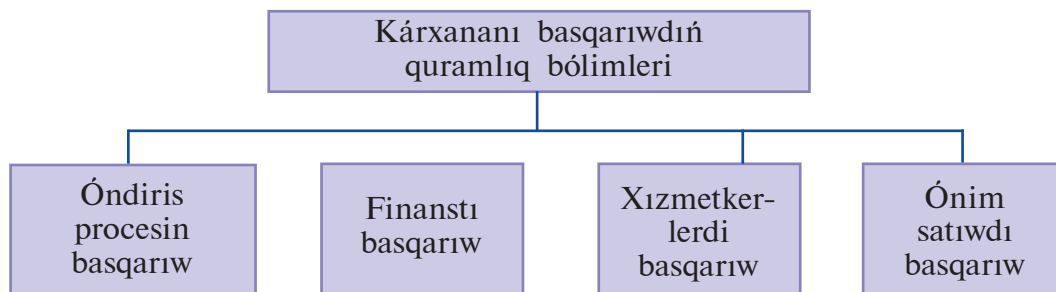 Kárxananı basqarıwdıń
quramlıq bólimleri
Óndiris
procesin
basqarıw
Finanstı
basqarıw
Xızmetker-
lerdi
basqarıw
Ónim
satıwdı
basqarıw